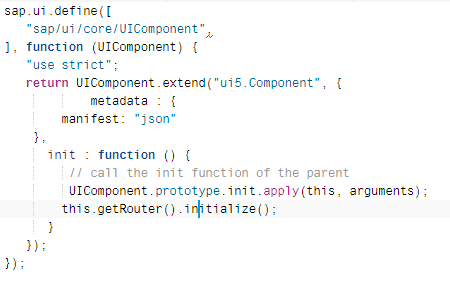 sap.ui.define([
"sap/ui/core/UIComponent",
], function (UIComponent) {
"use strict";
return UIComponent.extend("ui5.Component", {
metadata : {
manifest: "json"
},
init : function () {
// call the init function of the parent
UIComponent.prototype.init.apply(this, arguments);
this.getRouter().initialize();
}
});
});